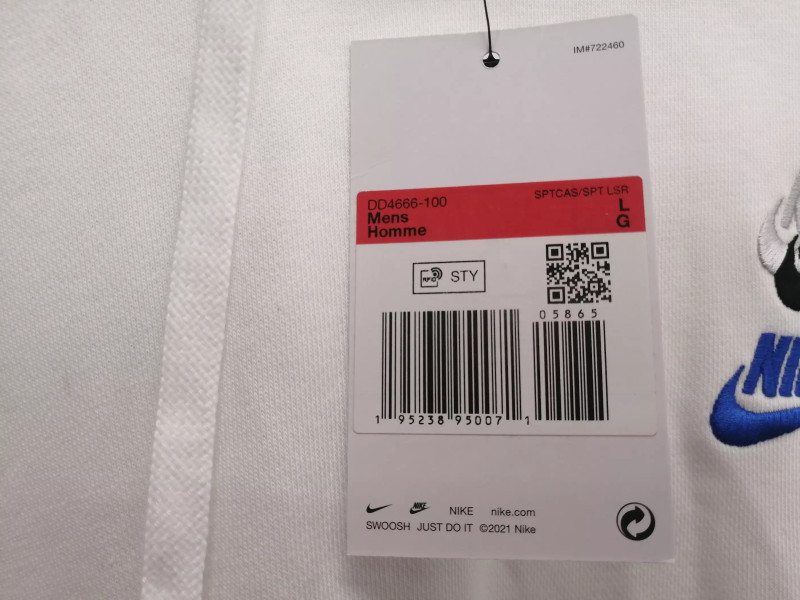 IM#722460
DD4666-100
SPTCAS/SPT LSR
Mens
L
Homme
G
RFID
STY
05865
1 95238 95007 1
NIKE
NIKE nike.com
SWOOSH JUST DO IT ©2021 Nike